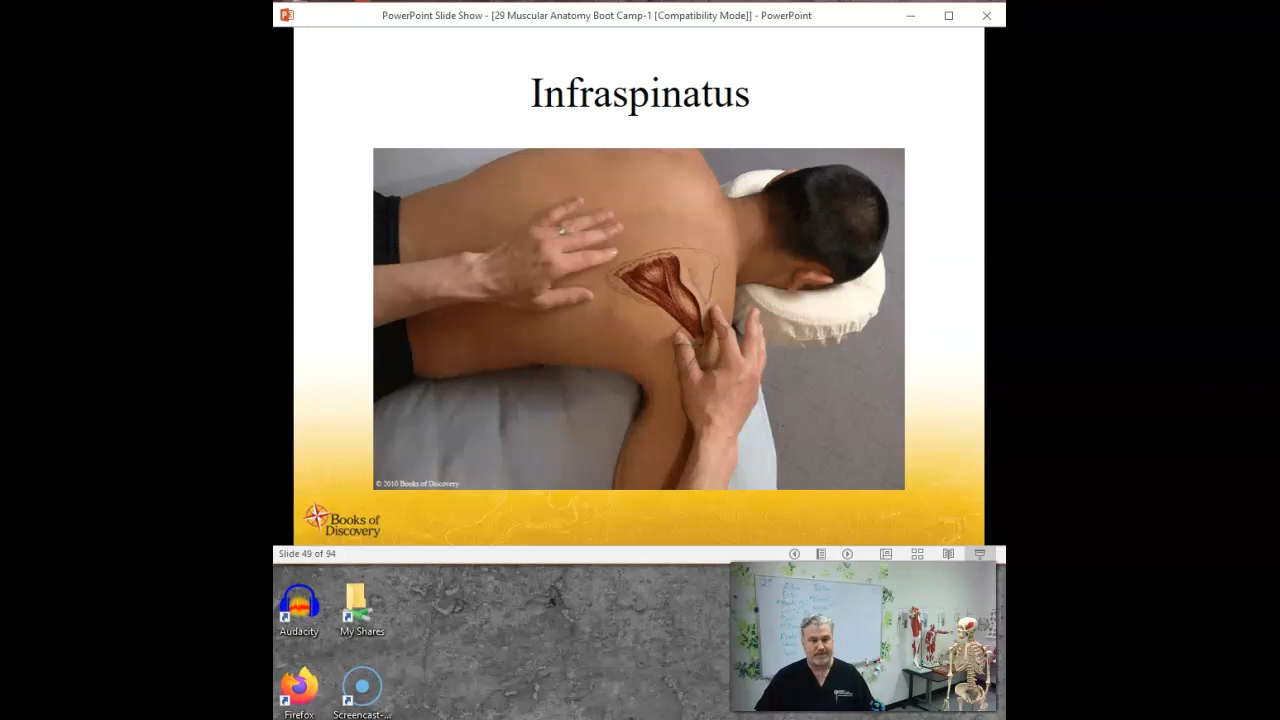 PowerPoint Slide Show - [29 Muscular Anatomy Boot Camp-1 [Compatibility Mode]] - PowerPoint
Infraspinatus
© 2010 Books of Discovery
Books of
Discovery
Slide 49 of 94
Audacity
My Shares
Firefox
Screencast-...